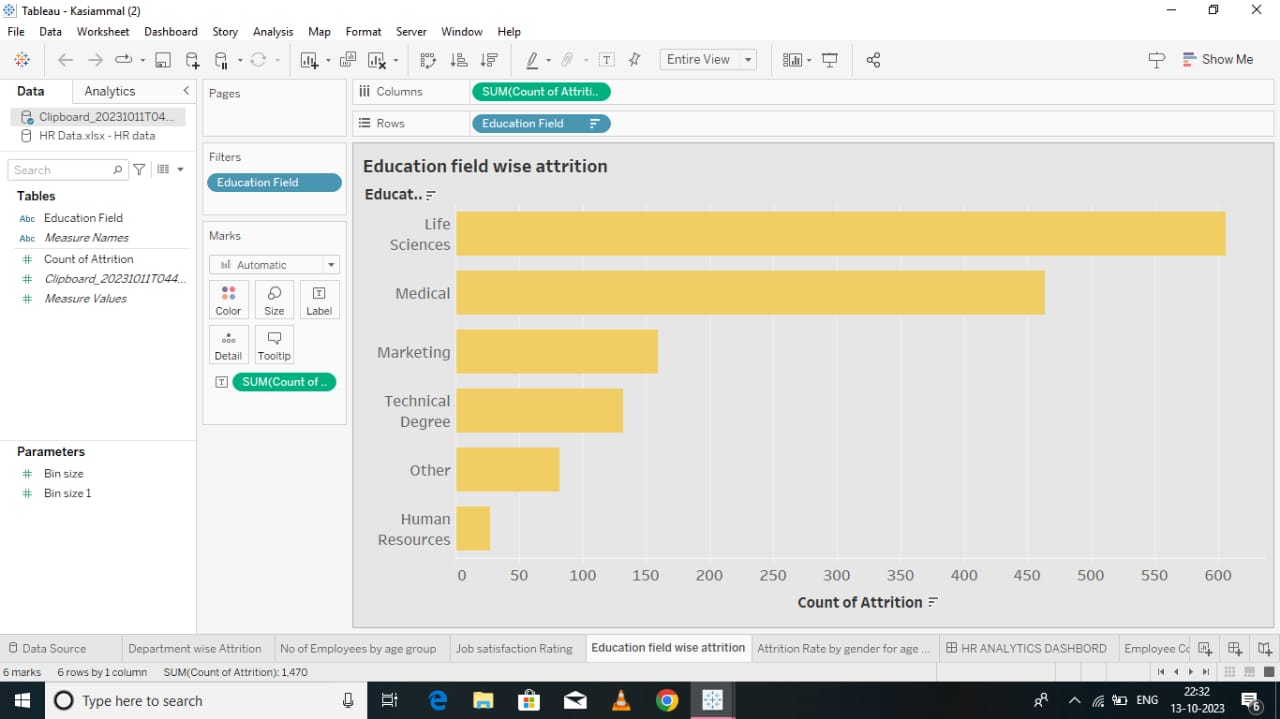 Tableau - Kasiammal (2)
File Data Worksheet Dashboard Story Analysis Map Format Server Window Help
Entire View
Show Me
Data Analytics
Clipboard_20231011T04...
HR Data.xlsx - HR data
Search
Tables
Abc Education Field
Abc Measure Names
Count of Attrition
Clipboard_20231011T044...
Measure Values
Parameters
Bin size
Bin size 1
Pages
Filters
Education Field
Marks
Automatic
Color Size Label
Detail Tooltip
SUM(Count of ..
Columns SUM(Count of Attriti..
Rows Education Field
Education field wise attrition
Educat..
Life
Sciences
Medical
Marketing
Technical
Degree
Other
Human
Resources
0 50 100 150 200 250 300 350 400 450 500 550 600
Count of Attrition
Data Source Department wise Attrition No of Employees by age group Job satisfaction Rating Education field wise attrition Attrition Rate by gender for age ... HR ANALYTICS DASHBORD Employee Co
6 marks 6 rows by 1 column SUM(Count of Attrition): 1,470
Type here to search
ENG
22:32
13-10-2023
6